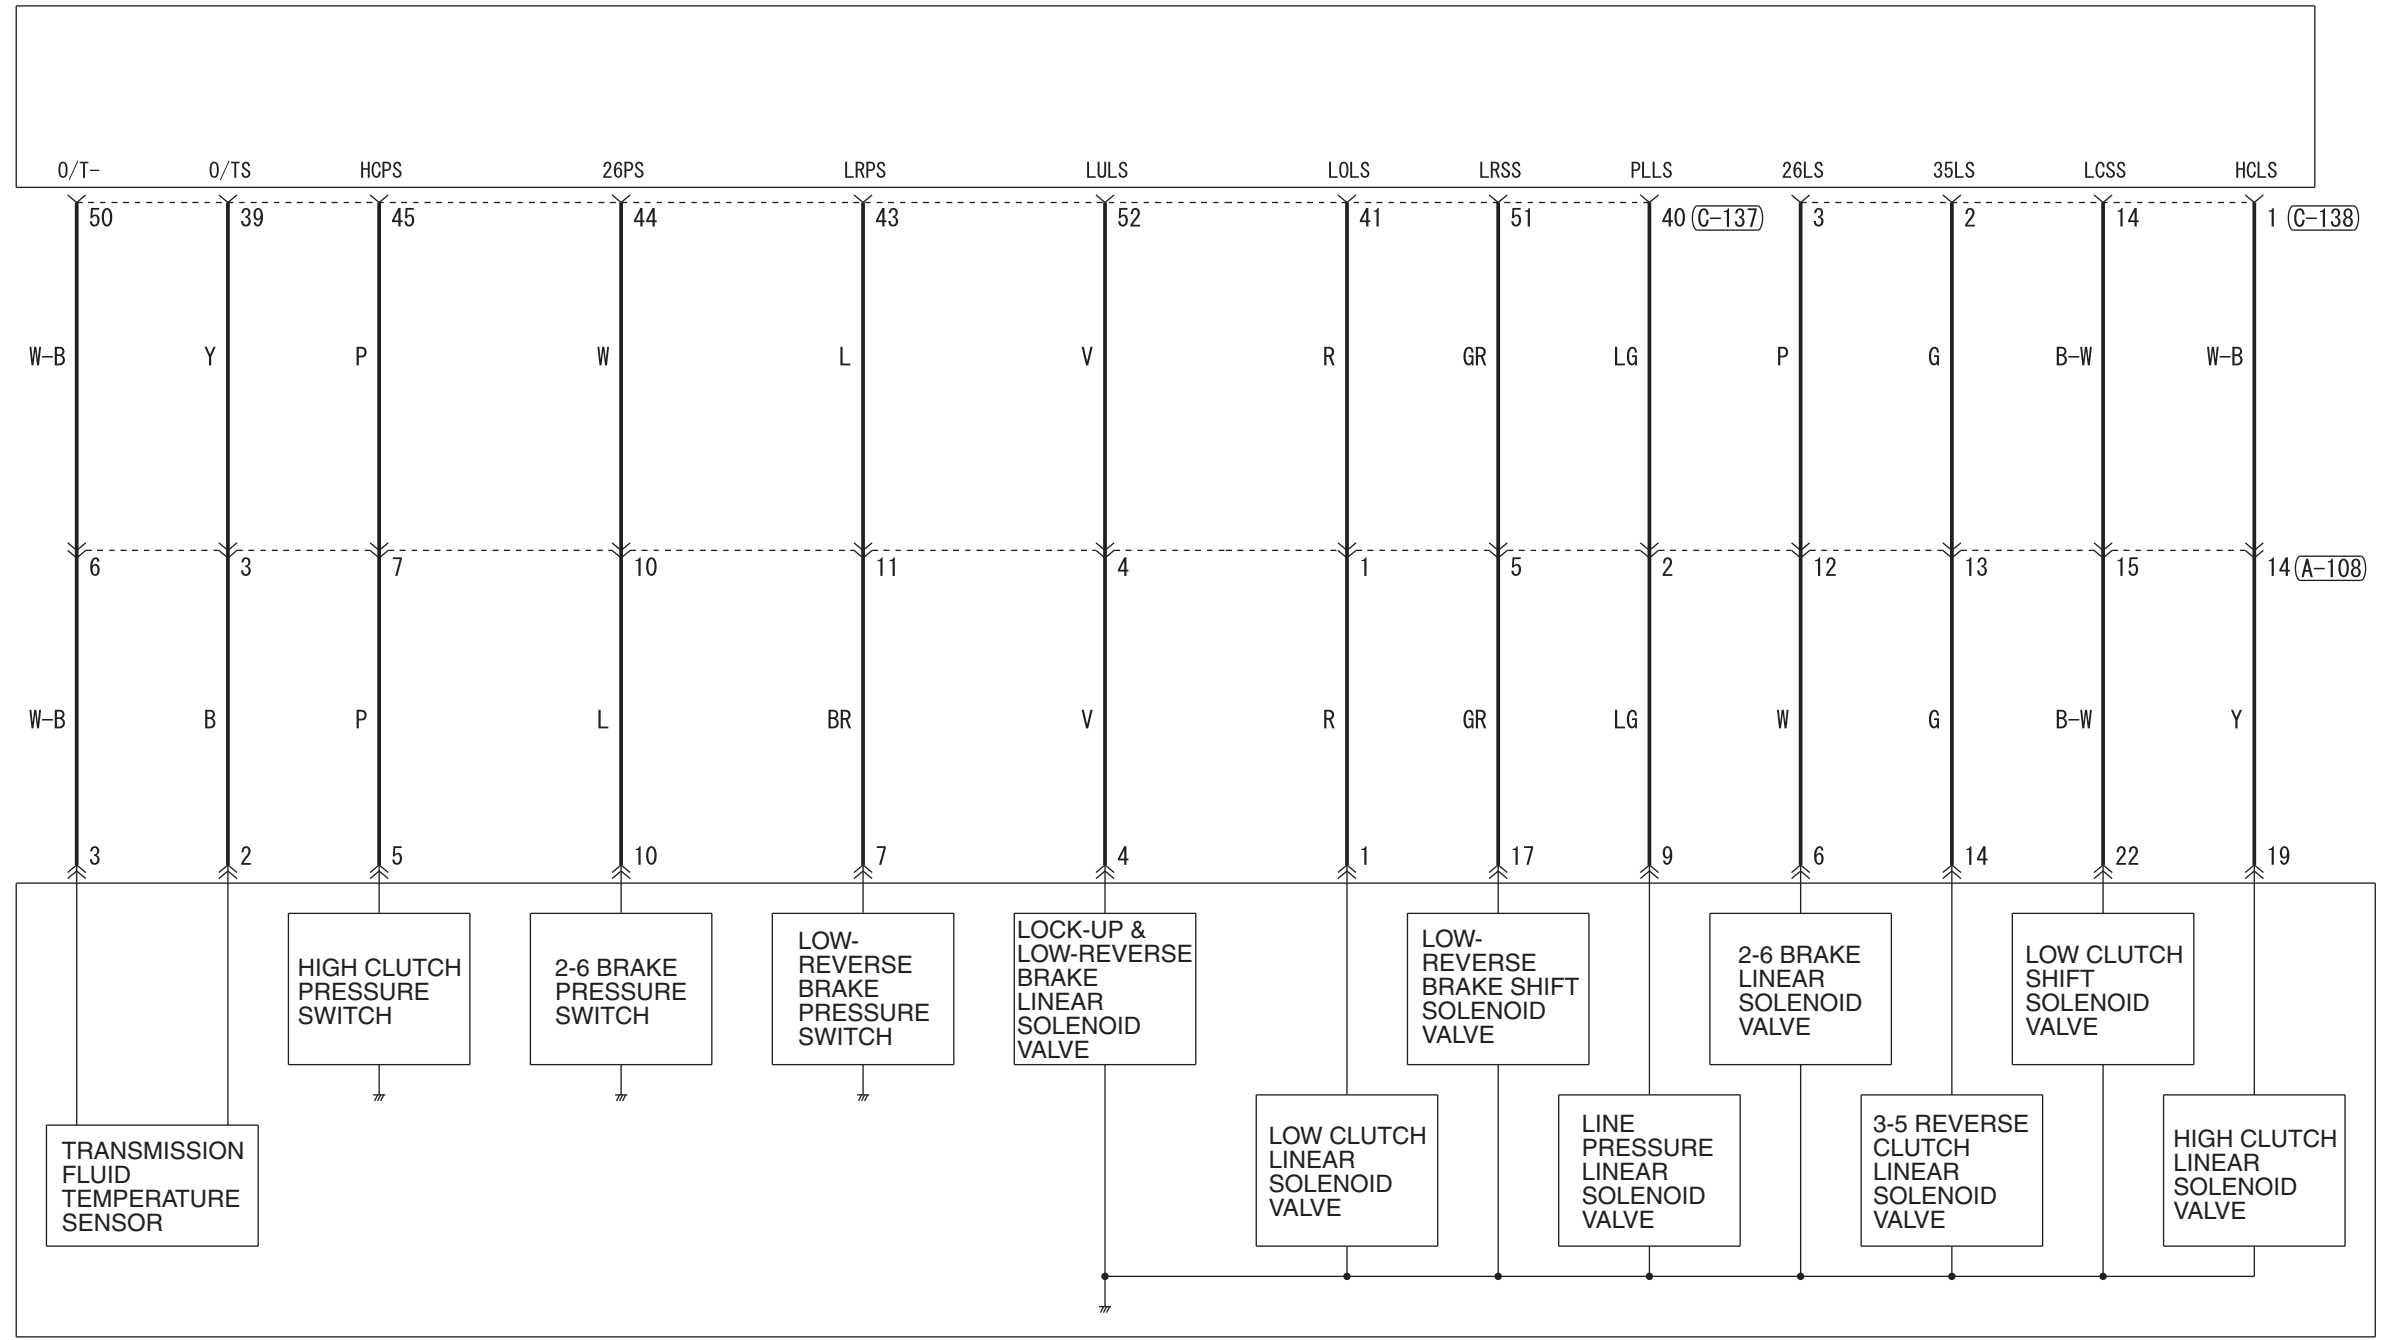 O/T- O/TS HCPS 26PS LRPS LULS LOLS LRSS PLLS 26LS 35LS LCSS HCLS
50 39 45 44 43 52 41 51 40 C-137 3 2 14 1 C-138
W-B Y P W L V R GR LG P G B-W W-B
6 3 7 10 11 4 1 5 2 12 13 15 14 A-108
W-B B P L BR V R GR LG W G B-W Y
3 2 5 10 7 4 1 17 9 6 14 22 19
HIGH CLUTCH
PRESSURE
SWITCH
2-6 BRAKE
PRESSURE
SWITCH
LOW-
REVERSE
BRAKE
PRESSURE
SWITCH
LOCK-UP &
LOW-REVERSE
BRAKE
LINEAR
SOLENOID
VALVE
LOW-
REVERSE
BRAKE SHIFT
SOLENOID
VALVE
2-6 BRAKE
LINEAR
SOLENOID
VALVE
LOW CLUTCH
SHIFT
SOLENOID
VALVE
TRANSMISSION
FLUID
TEMPERATURE
SENSOR
LOW CLUTCH
LINEAR
SOLENOID
VALVE
LINE
PRESSURE
LINEAR
SOLENOID
VALVE
3-5 REVERSE
CLUTCH
LINEAR
SOLENOID
VALVE
HIGH CLUTCH
LINEAR
SOLENOID
VALVE